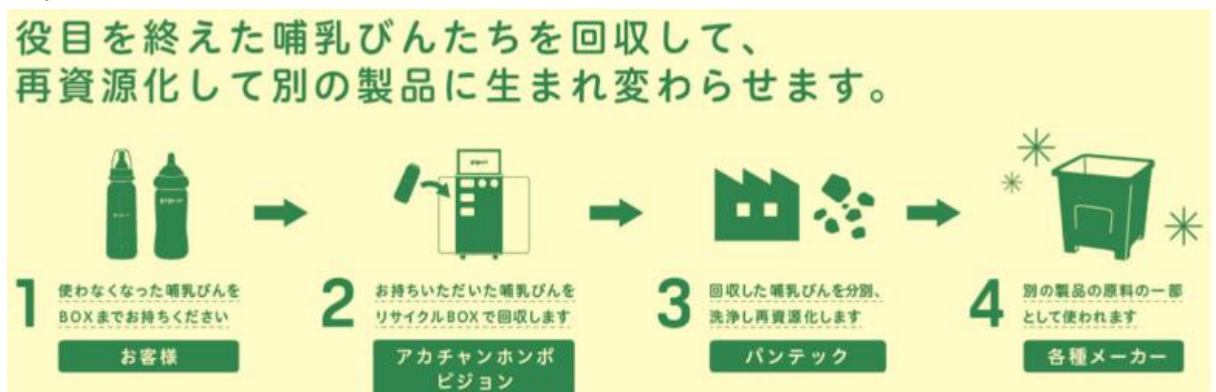 役目を終えた哺乳びんたちを回収して、
再資源化して別の製品に生まれ変わらせます。
1
使わなくなった哺乳びんを
BOXまでお持ちください
お客様
2
お持ちいただいた哺乳びんを
リサイクルBOXで回収します
アカチャンホンポ
ピジョン
3
回収した哺乳びんを分別、
洗浄し再資源化します
パンテック
4
別の製品の原料の一部
として使われます
各種メーカー